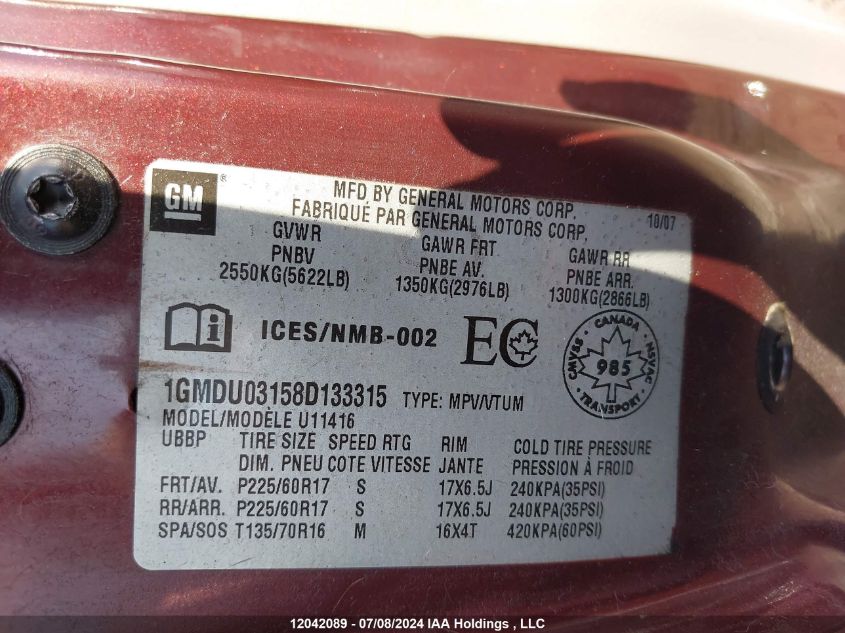 GM ®
MFD BY GENERAL MOTORS CORP.
FABRIQUÉ PAR GENERAL MOTORS CORP.
10/07
GVWR GAWR FRT GAWR RR
PNBV PNBE AV. PNBE ARR.
2550KG(5622LB) 1350KG(2976LB) 1300KG(2866LB)
i ICES/NMB-002 EC
CANADA
CMVSS 985 NSVAC
TRANSPORT
1GMDU03158D133315 TYPE: MPV/VTUM
MODEL/MODÈLE U11416
UBBP TIRE SIZE SPEED RTG RIM COLD TIRE PRESSURE
DIM. PNEU COTE VITESSE JANTE PRESSION À FROID
FRT/AV. P225/60R17 S 17X6.5J 240KPA(35PSI)
RR/ARR. P225/60R17 S 17X6.5J 240KPA(35PSI)
SPA/SOS T135/70R16 M 16X4T 420KPA(60PSI)
12042089 - 07/08/2024 IAA Holdings , LLC